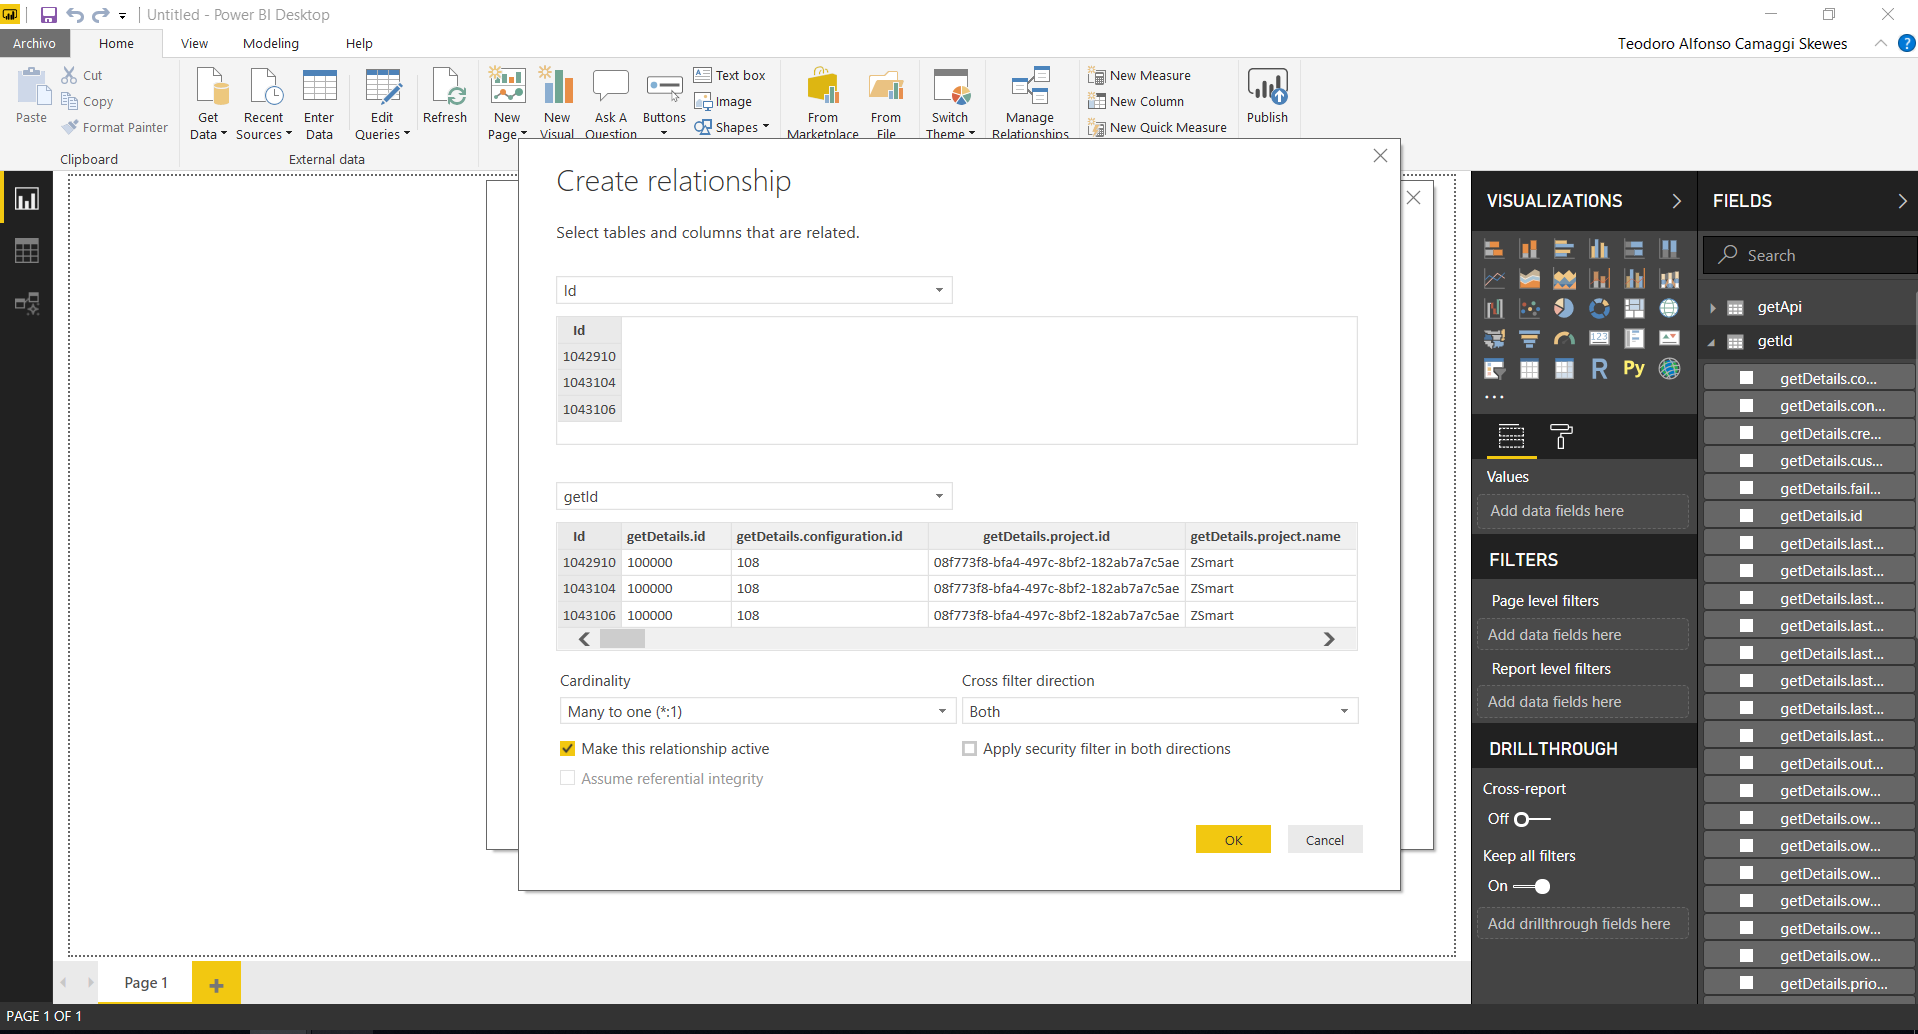 Untitled - Power BI Desktop
Archivo Home View Modeling Help
Teodoro Alfonso Camaggi Skewes
Paste
Cut
Copy
Format Painter
Clipboard
Get Data
Recent Sources
Enter Data
Edit Queries
Refresh
External data
New Page
New Visual
Ask A Question
Buttons
Text box
Image
Shapes
From Marketplace
From File
Switch Theme
Manage Relationships
New Measure
New Column
New Quick Measure
Publish
Create relationship
Select tables and columns that are related.
Id
Id
1042910
1043104
1043106
getId
Id getDetails.id getDetails.configuration.id getDetails.project.id getDetails.project.name
1042910 100000 108 08f773f8-bfa4-497c-8bf2-182ab7a7c5ae ZSmart
1043104 100000 108 08f773f8-bfa4-497c-8bf2-182ab7a7c5ae ZSmart
1043106 100000 108 08f773f8-bfa4-497c-8bf2-182ab7a7c5ae ZSmart
Cardinality
Many to one (*:1)
Cross filter direction
Both
Make this relationship active
Apply security filter in both directions
Assume referential integrity
OK
Cancel
VISUALIZATIONS
123
R
Py
...
Values
Add data fields here
FILTERS
Page level filters
Add data fields here
Report level filters
Add data fields here
DRILLTHROUGH
Cross-report
Off
Keep all filters
On
Add drillthrough fields here
FIELDS
Search
getApi
getId
getDetails.co...
getDetails.con...
getDetails.cre...
getDetails.cus...
getDetails.fail...
getDetails.id
getDetails.last...
getDetails.last...
getDetails.last...
getDetails.last...
getDetails.last...
getDetails.last...
getDetails.last...
getDetails.last...
getDetails.out...
getDetails.ow...
getDetails.ow...
getDetails.ow...
getDetails.ow...
getDetails.ow...
getDetails.ow...
getDetails.ow...
getDetails.prio...
Page 1
+
PAGE 1 OF 1